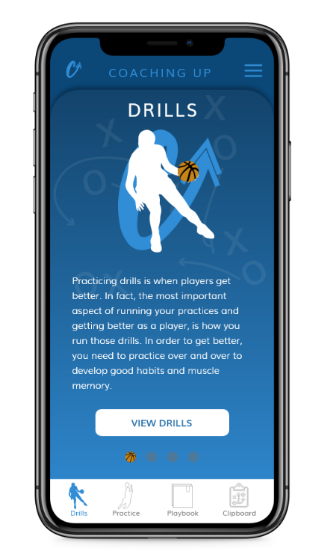 COACHING UP
DRILLS
Practicing drills is when players get
better. In fact, the most important
aspect of running your practices and
getting better as a player, is how you
run those drills. In order to get better,
you need to practice over and over to
develop good habits and muscle
memory.
VIEW DRILLS
Drills Practice Playbook Clipboard